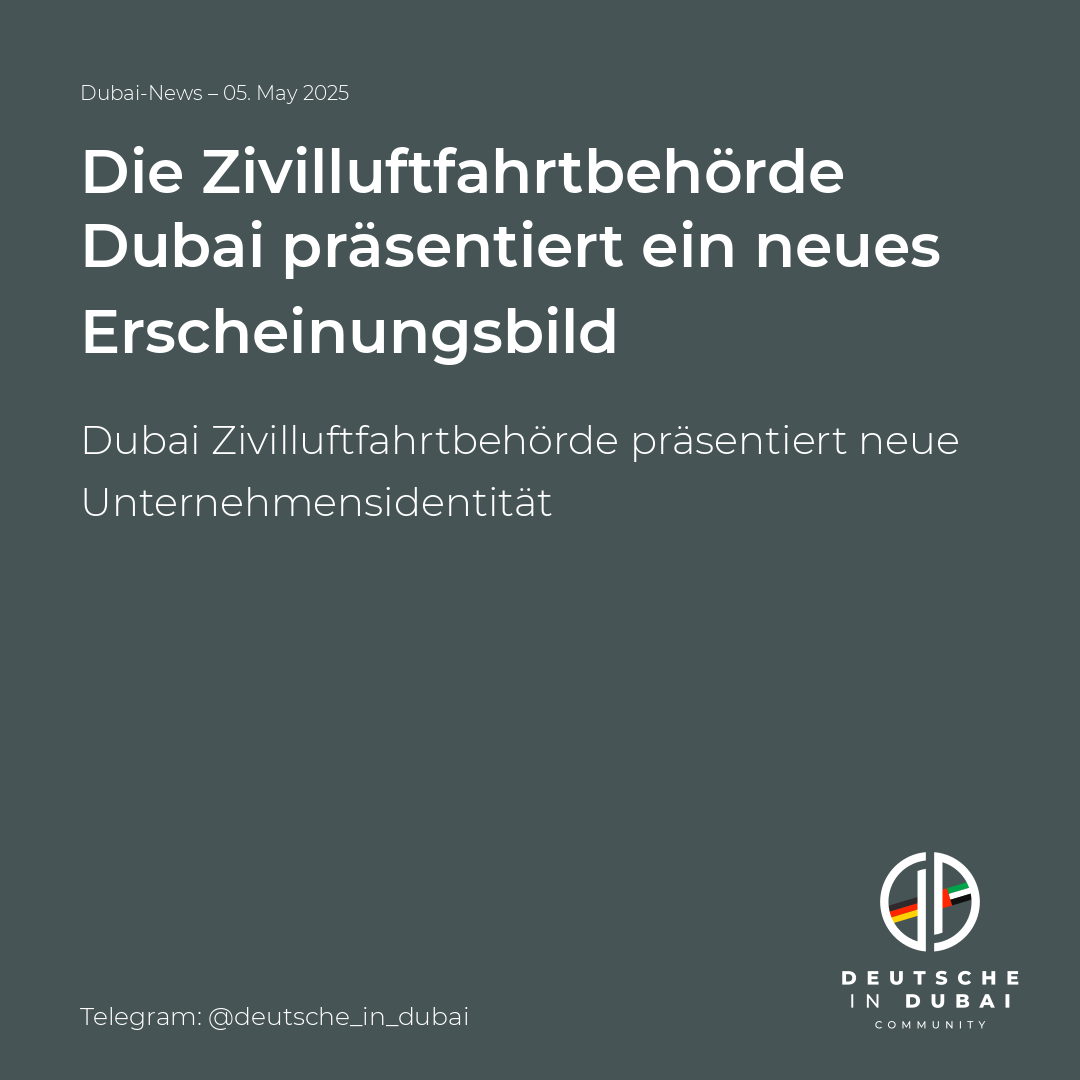 Dubai-News – 05. May 2025
Die Zivilluftfahrtbehörde
Dubai präsentiert ein neues
Erscheinungsbild
Dubai Zivilluftfahrtbehörde präsentiert neue
Unternehmensidentität
DEUTSCHE
IN DUBAI
COMMUNITY
Telegram: @deutsche_in_dubai